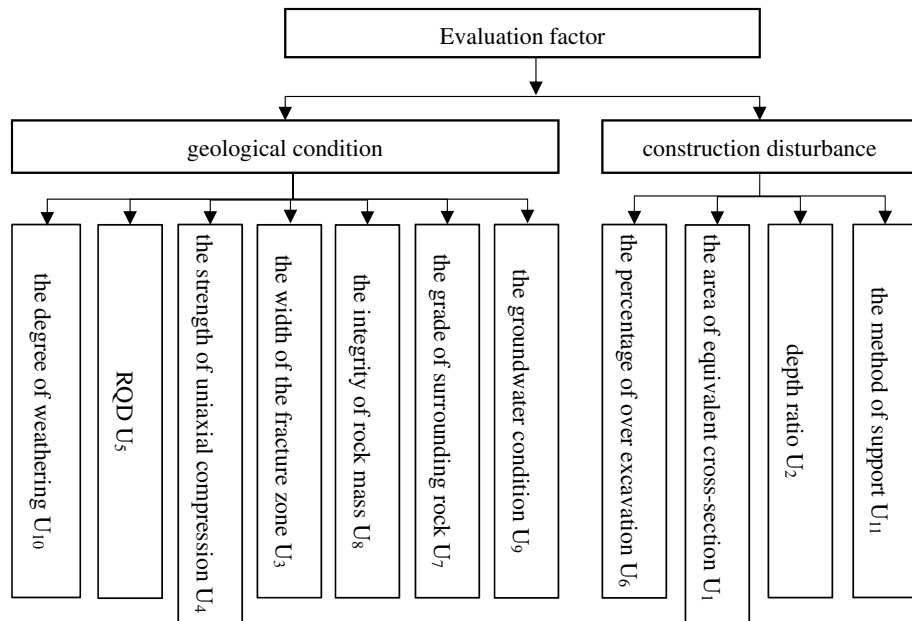 Evaluation factor
geological condition
construction disturbance
the degree of weathering U₁₀
RQD U₅
the strength of uniaxial compression U₄
the width of the fracture zone U₃
the integrity of rock mass U₈
the grade of surrounding rock U₇
the groundwater condition U₉
the percentage of over excavation U₆
the area of equivalent cross-section U₁
depth ratio U₂
the method of support U₁₁